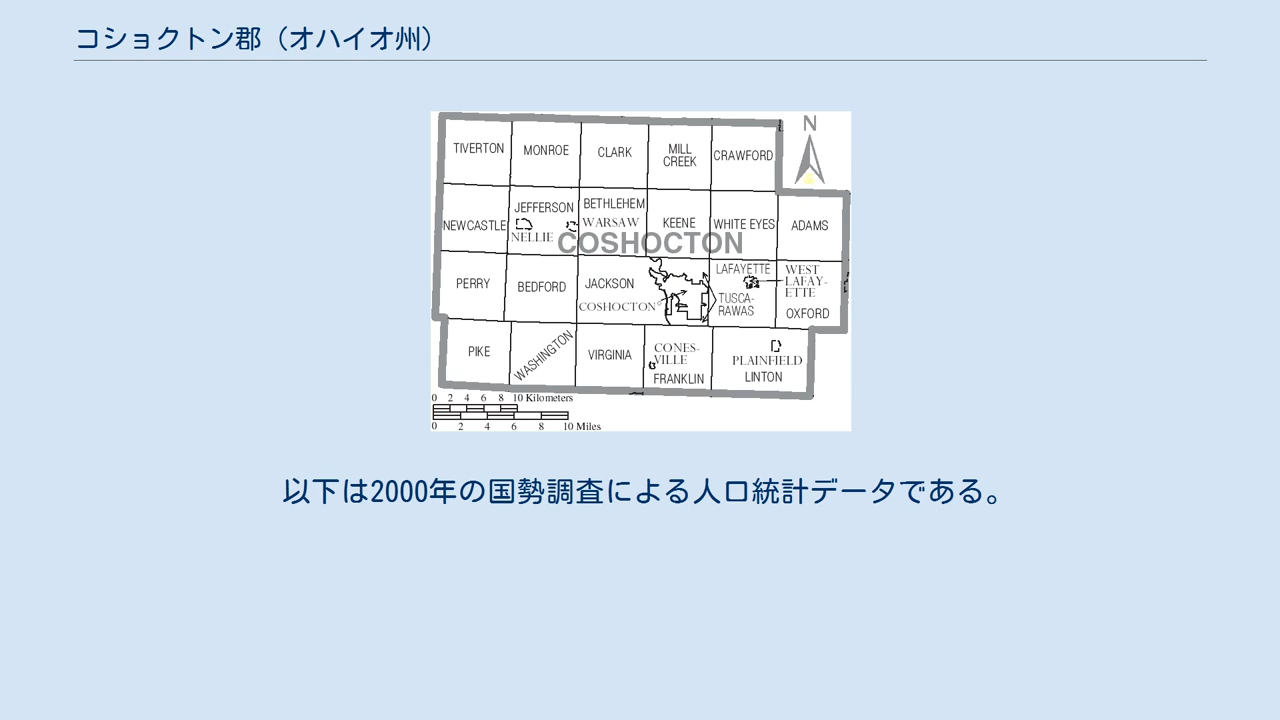 コショクトン郡（オハイオ州）
N
TIVERTON
MONROE
CLARK
MILL
CREEK
CRAWFORD
NEWCASTLE
JEFFERSON
NELLIE
BETHLEHEM
WARSAW
KEENE
WHITE EYES
ADAMS
COSHOCTON
PERRY
BEDFORD
JACKSON
COSHOCTON
LAFAYETTE
TUSCA-
RAWAS
WEST
LAFAY-
ETTE
OXFORD
PIKE
WASHINGTON
VIRGINIA
CONES-
VILLE
FRANKLIN
PLAINFIELD
LINTON
0 2 4 6 8 10 Kilometers
0 2 4 6 8 10 Miles
以下は2000年の国勢調査による人口統計データである。